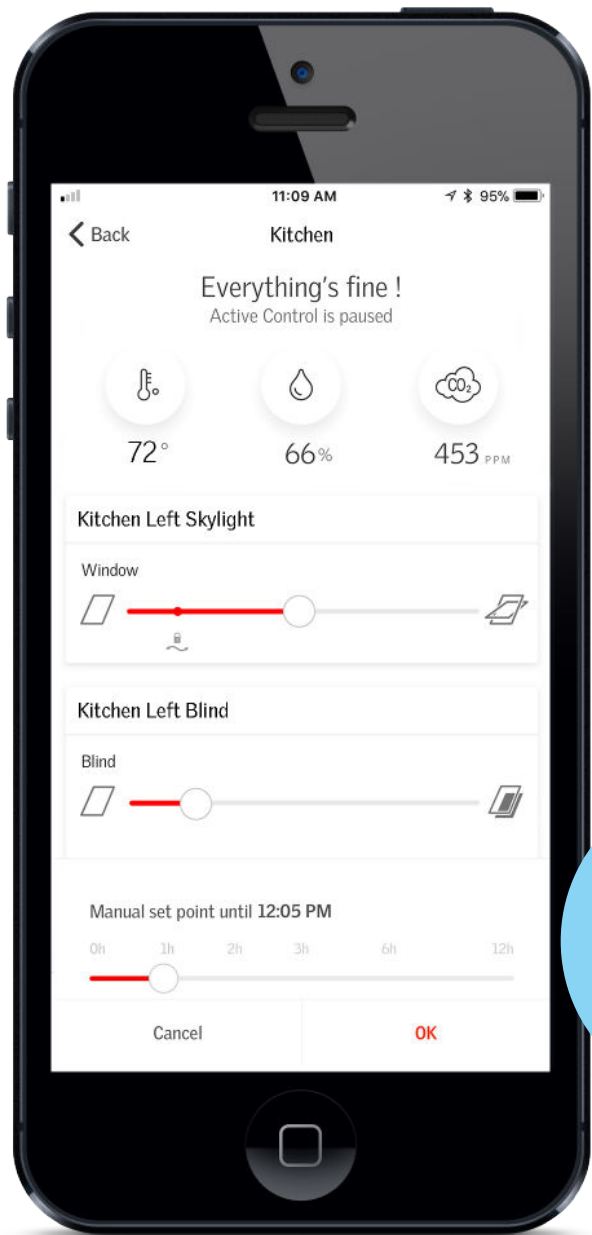 11:09 AM 95%
Back Kitchen
Everything's fine !
Active Control is paused
CO₂
72° 66% 453 PPM
Kitchen Left Skylight
Window
Kitchen Left Blind
Blind
Manual set point until 12:05 PM
0h 1h 2h 3h 6h 12h
Cancel OK